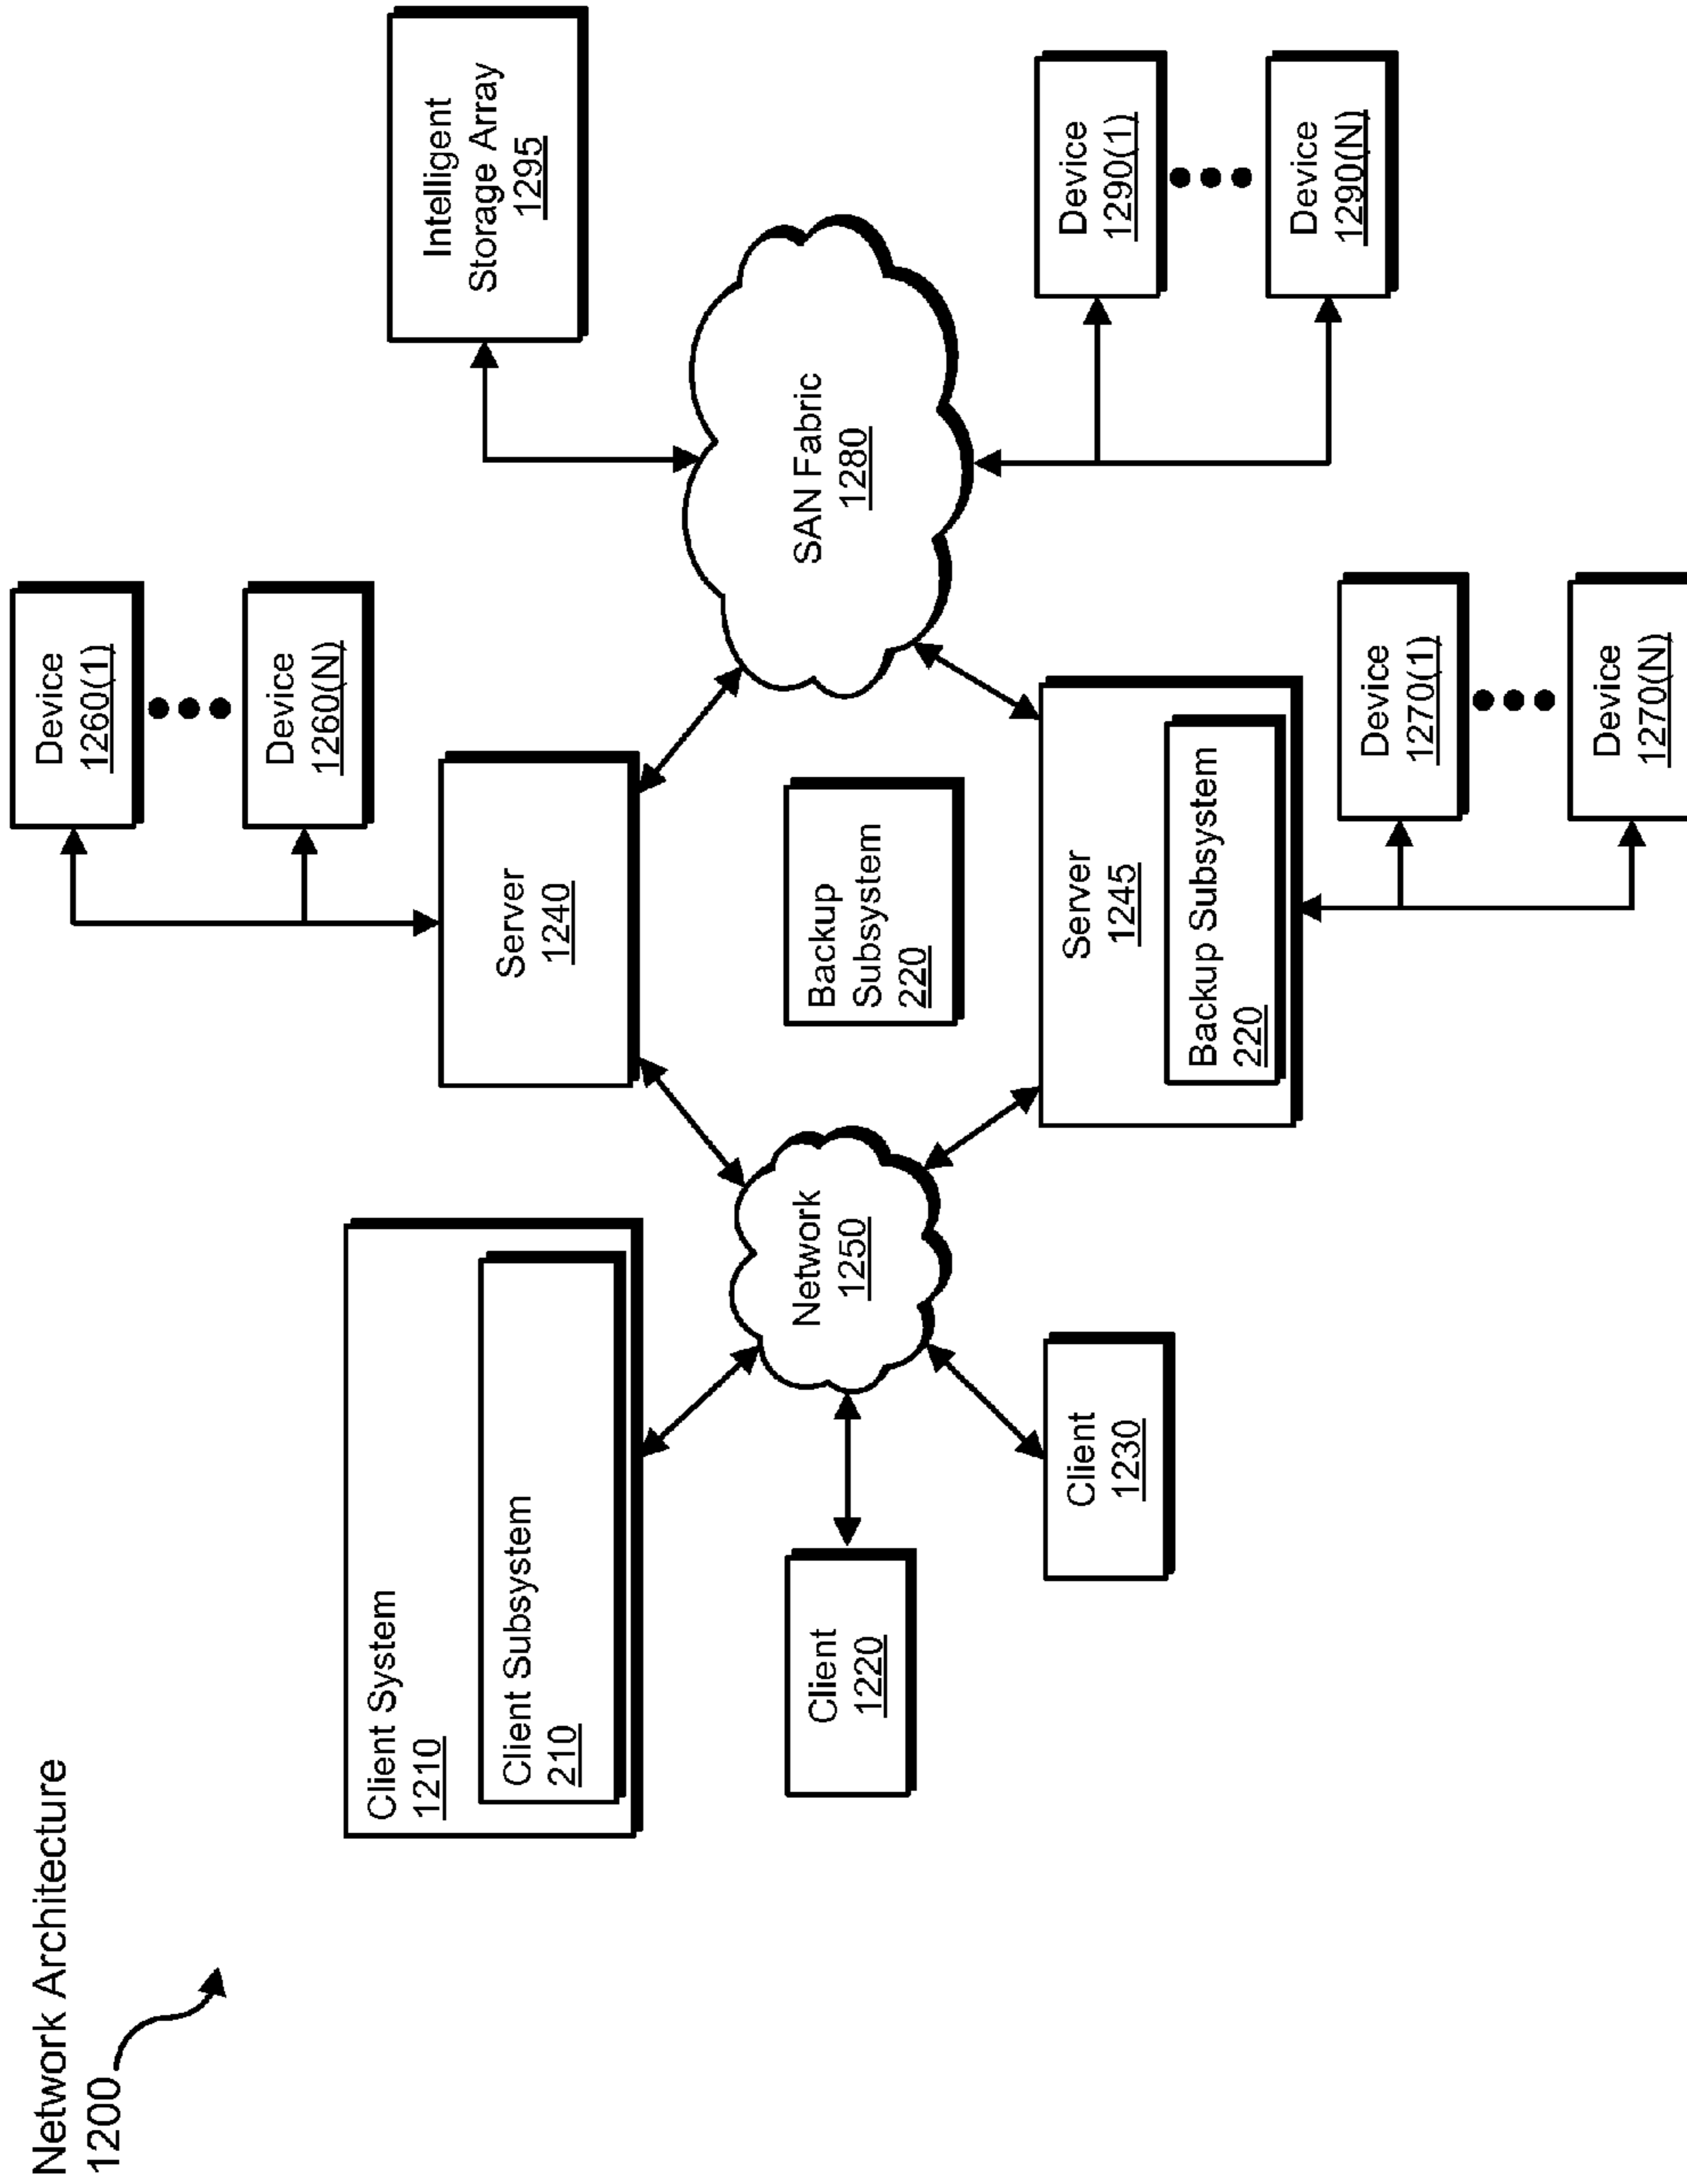 Network Architecture
1200
Client System
1210
Client Subsystem
210
Client
1220
Client
1230
Network
1250
Server
1240
Device
1260(1)
Device
1260(N)
Backup
Subsystem
220
Server
1245
Backup Subsystem
220
Device
1270(1)
Device
1270(N)
SAN Fabric
1280
Intelligent
Storage Array
1295
Device
1290(1)
Device
1290(N)